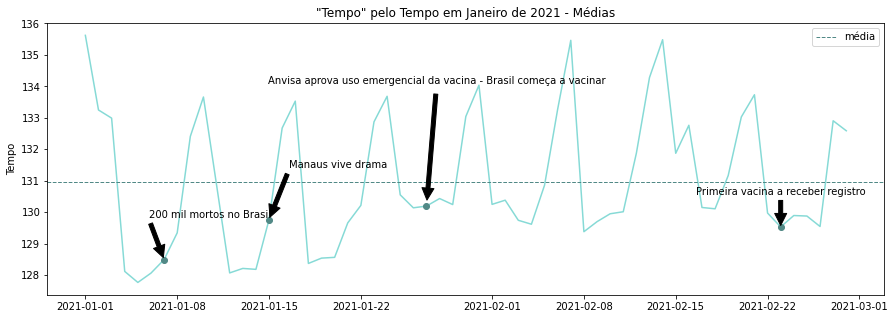 "Tempo" pelo Tempo em Janeiro de 2021 - Médias
136
135
134
133
132
131
130
129
128
Tempo
média
Anvisa aprova uso emergencial da vacina - Brasil começa a vacinar
Manaus vive drama
Primeira vacina a receber registro
200 mil mortos no Brasil
2021-01-01
2021-01-08
2021-01-15
2021-01-22
2021-02-01
2021-02-08
2021-02-15
2021-02-22
2021-03-01